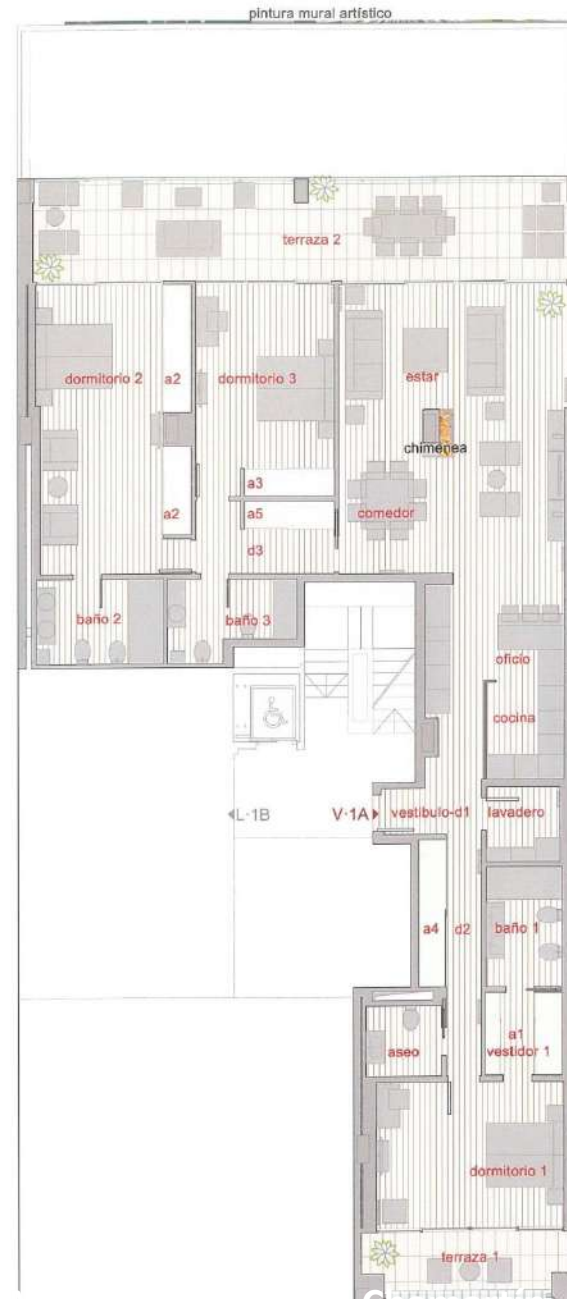 pintura mural artístico
terraza 2
dormitorio 2
a2
dormitorio 3
estar
chimenea
a3
a2
a5
comedor
d3
baño 2
baño 3
oficio
cocina
L·1B
V·1A
vestibulo-d1
lavadero
a4
d2
baño 1
a1
vestidor 1
aseo
dormitorio 1
terraza 1